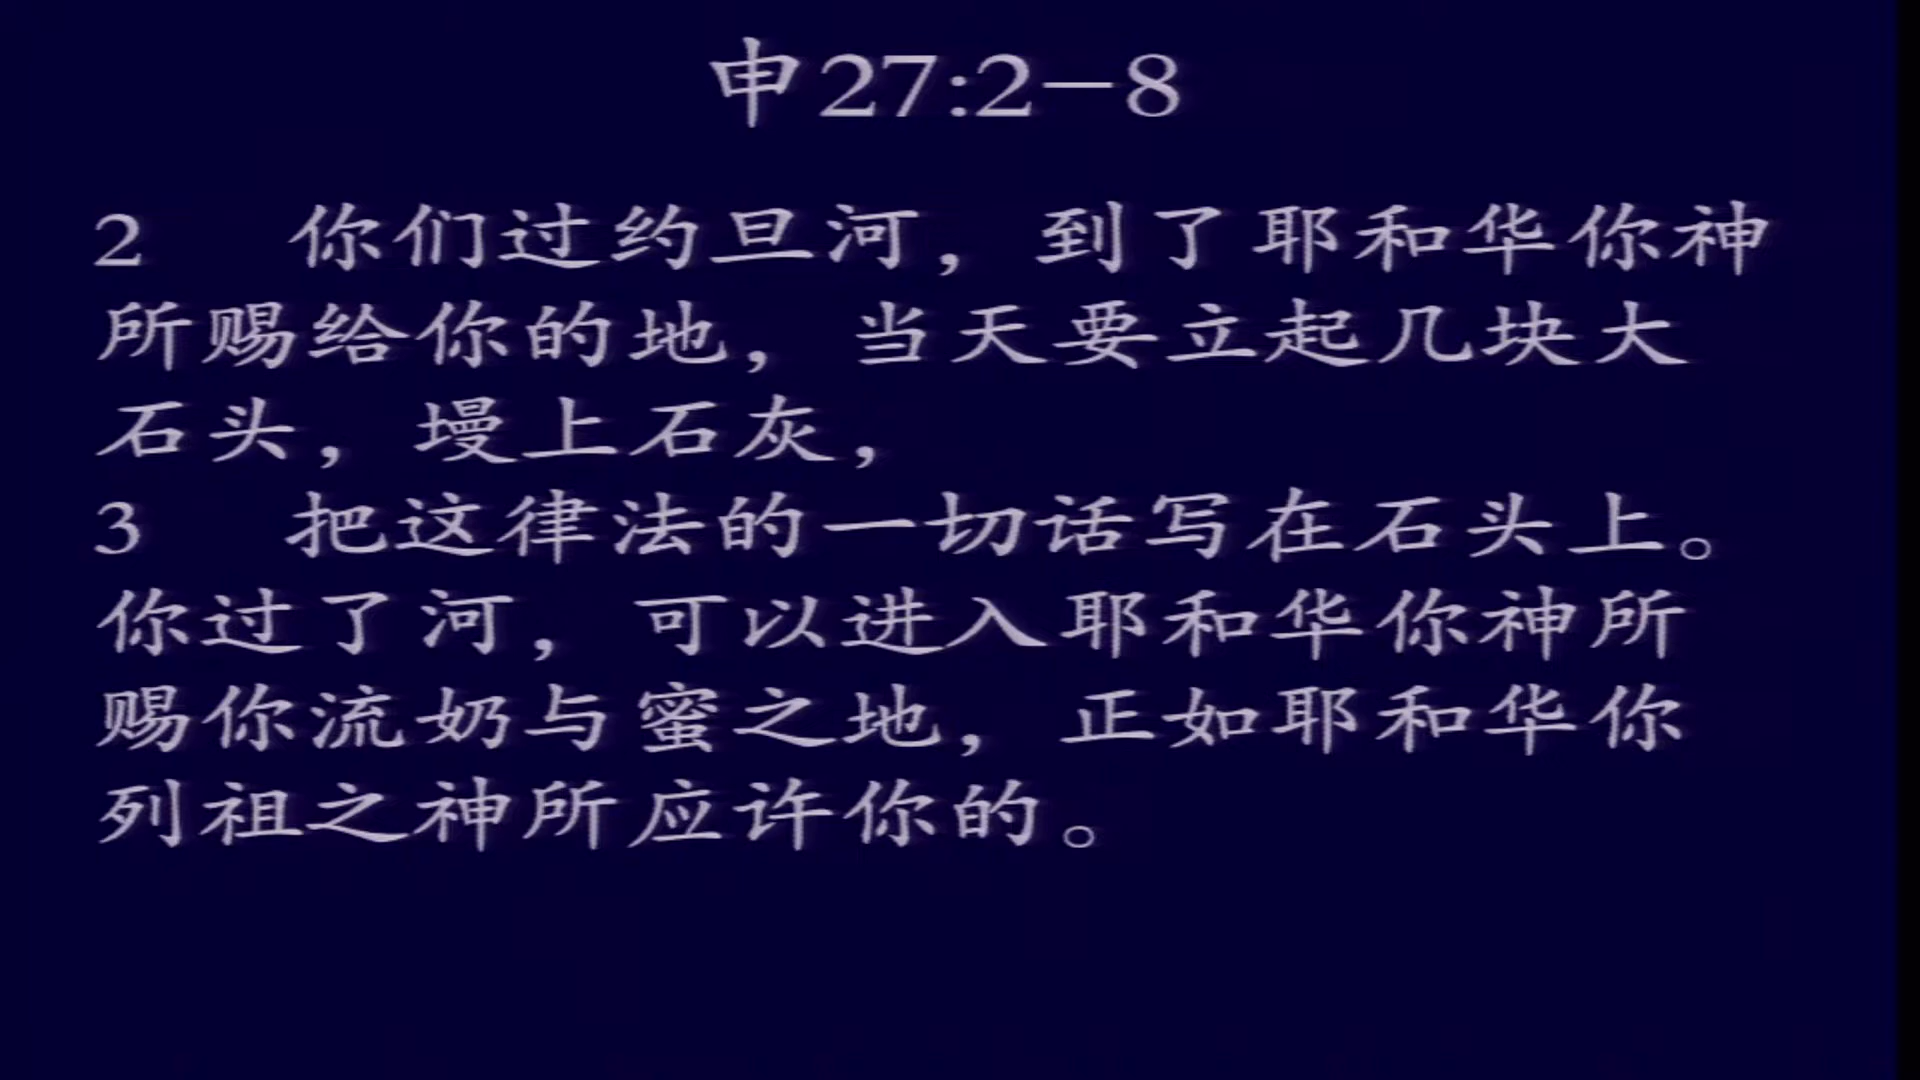 申27:2-8
2 你们过约旦河，到了耶和华你神
所赐给你的地，当天要立起几块大
石头，墁上石灰，
3 把这律法的一切话写在石头上。
你过了河，可以进入耶和华你神所
赐你流奶与蜜之地，正如耶和华你
列祖之神所应许你的。